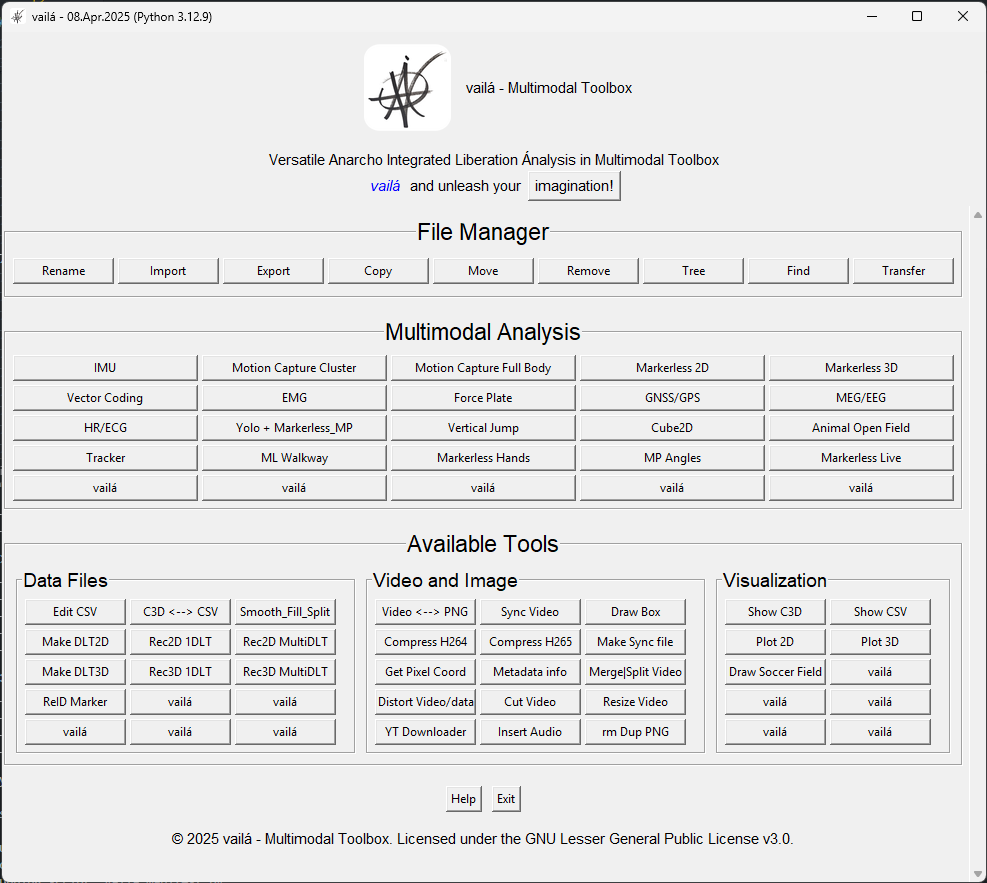 vailá - 08.Apr.2025 (Python 3.12.9)
vailá - Multimodal Toolbox
Versatile Anarcho Integrated Liberation Ánalysis in Multimodal Toolbox
vailá and unleash your imagination!
File Manager
Rename Import Export Copy Move Remove Tree Find Transfer
Multimodal Analysis
IMU Motion Capture Cluster Motion Capture Full Body Markerless 2D Markerless 3D
Vector Coding EMG Force Plate GNSS/GPS MEG/EEG
HR/ECG Yolo + Markerless_MP Vertical Jump Cube2D Animal Open Field
Tracker ML Walkway Markerless Hands MP Angles Markerless Live
vailá vailá vailá vailá vailá
Available Tools
Data Files
Edit CSV C3D <--> CSV Smooth_Fill_Split
Make DLT2D Rec2D 1DLT Rec2D MultiDLT
Make DLT3D Rec3D 1DLT Rec3D MultiDLT
ReID Marker vailá vailá
vailá vailá vailá
Video and Image
Video <--> PNG Sync Video Draw Box
Compress H264 Compress H265 Make Sync file
Get Pixel Coord Metadata info Merge|Split Video
Distort Video/data Cut Video Resize Video
YT Downloader Insert Audio rm Dup PNG
Visualization
Show C3D Show CSV
Plot 2D Plot 3D
Draw Soccer Field vailá
vailá vailá
vailá vailá
Help Exit
© 2025 vailá - Multimodal Toolbox. Licensed under the GNU Lesser General Public License v3.0.